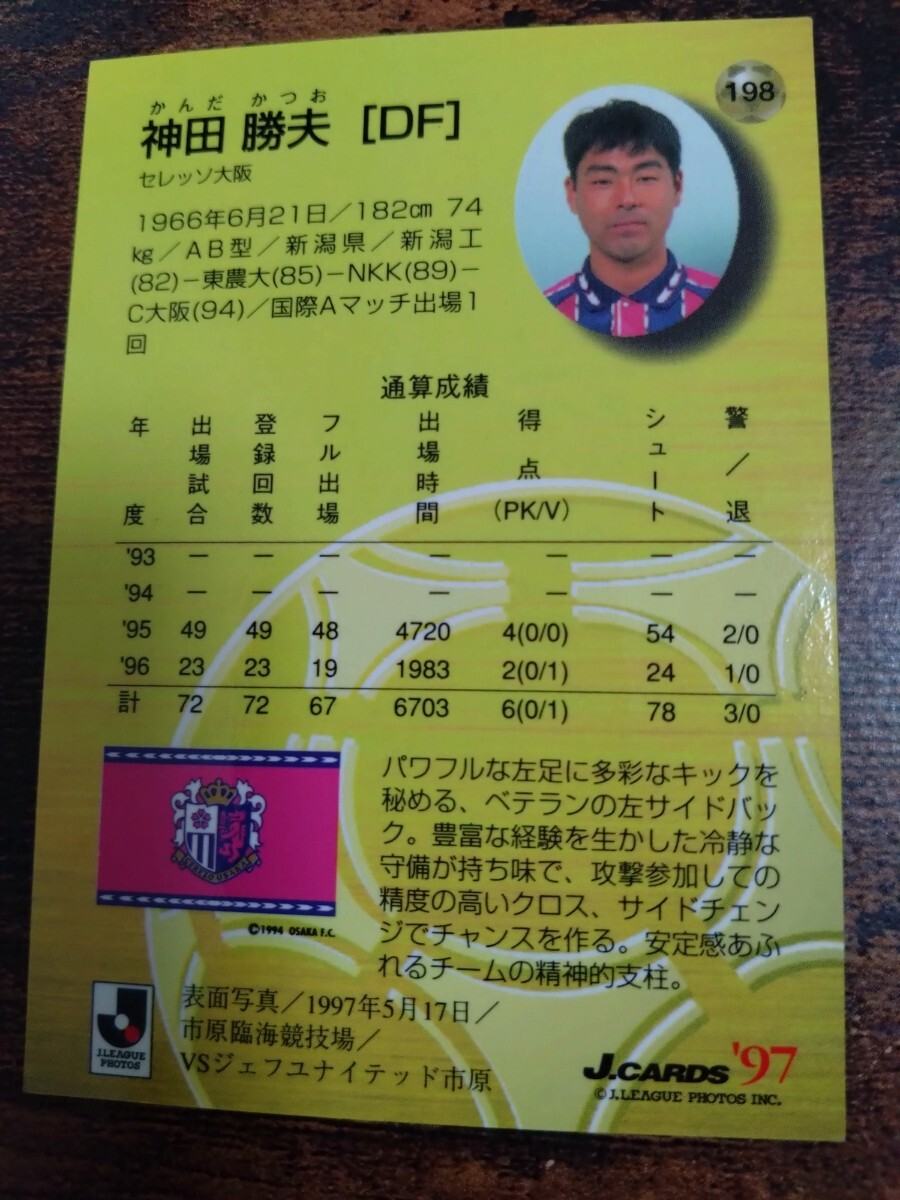 198
かんだ かつお
神田 勝夫 [DF]
セレッソ大阪
1966年6月21日／182㎝ 74
㎏／AB型／新潟県／新潟工
(82)−東農大(85)−NKK(89)−
C大阪(94)／国際Aマッチ出場1
回
通算成績
年度 出場試合 登録回数 フル出場 出場時間 得点(PK/V) シュート 警／退
'93 — — — — — — —
'94 — — — — — — —
'95 49 49 48 4720 4(0/0) 54 2/0
'96 23 23 19 1983 2(0/1) 24 1/0
計 72 72 67 6703 6(0/1) 78 3/0
パワフルな左足に多彩なキックを
秘める、ベテランの左サイドバッ
ク。豊富な経験を生かした冷静な
守備が持ち味で、攻撃参加しての
精度の高いクロス、サイドチェン
ジでチャンスを作る。安定感あふ
れるチームの精神的支柱。
CEREZO OSAKA
©1994 OSAKA F.C.
J.LEAGUE
PHOTOS
表面写真／1997年5月17日／
市原臨海競技場／
VSジェフユナイテッド市原
J.CARDS '97
©J.LEAGUE PHOTOS INC.